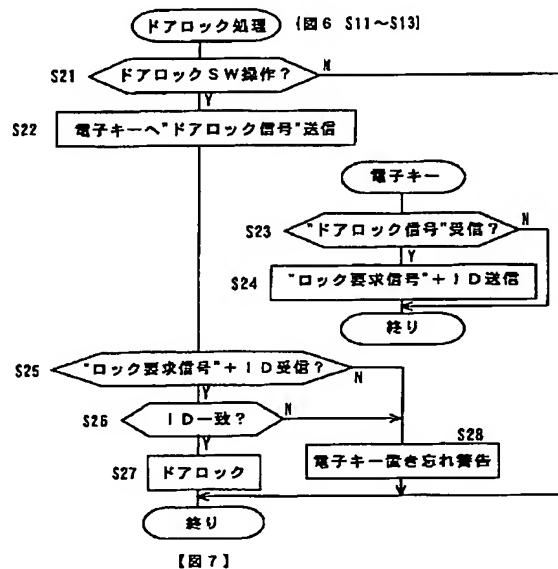 ドアロック処理 (図6 S11～S13)
S21 ドアロックSW操作？ N
Y
S22 電子キーへ"ドアロック信号"送信
電子キー
S23 "ドアロック信号"受信？ N
Y
S24 "ロック要求信号"＋ID送信
終り
S25 "ロック要求信号"＋ID受信？ N
Y
S26 ID一致？ N
Y
S28
S27 ドアロック 電子キー置き忘れ警告
終り
【図7】